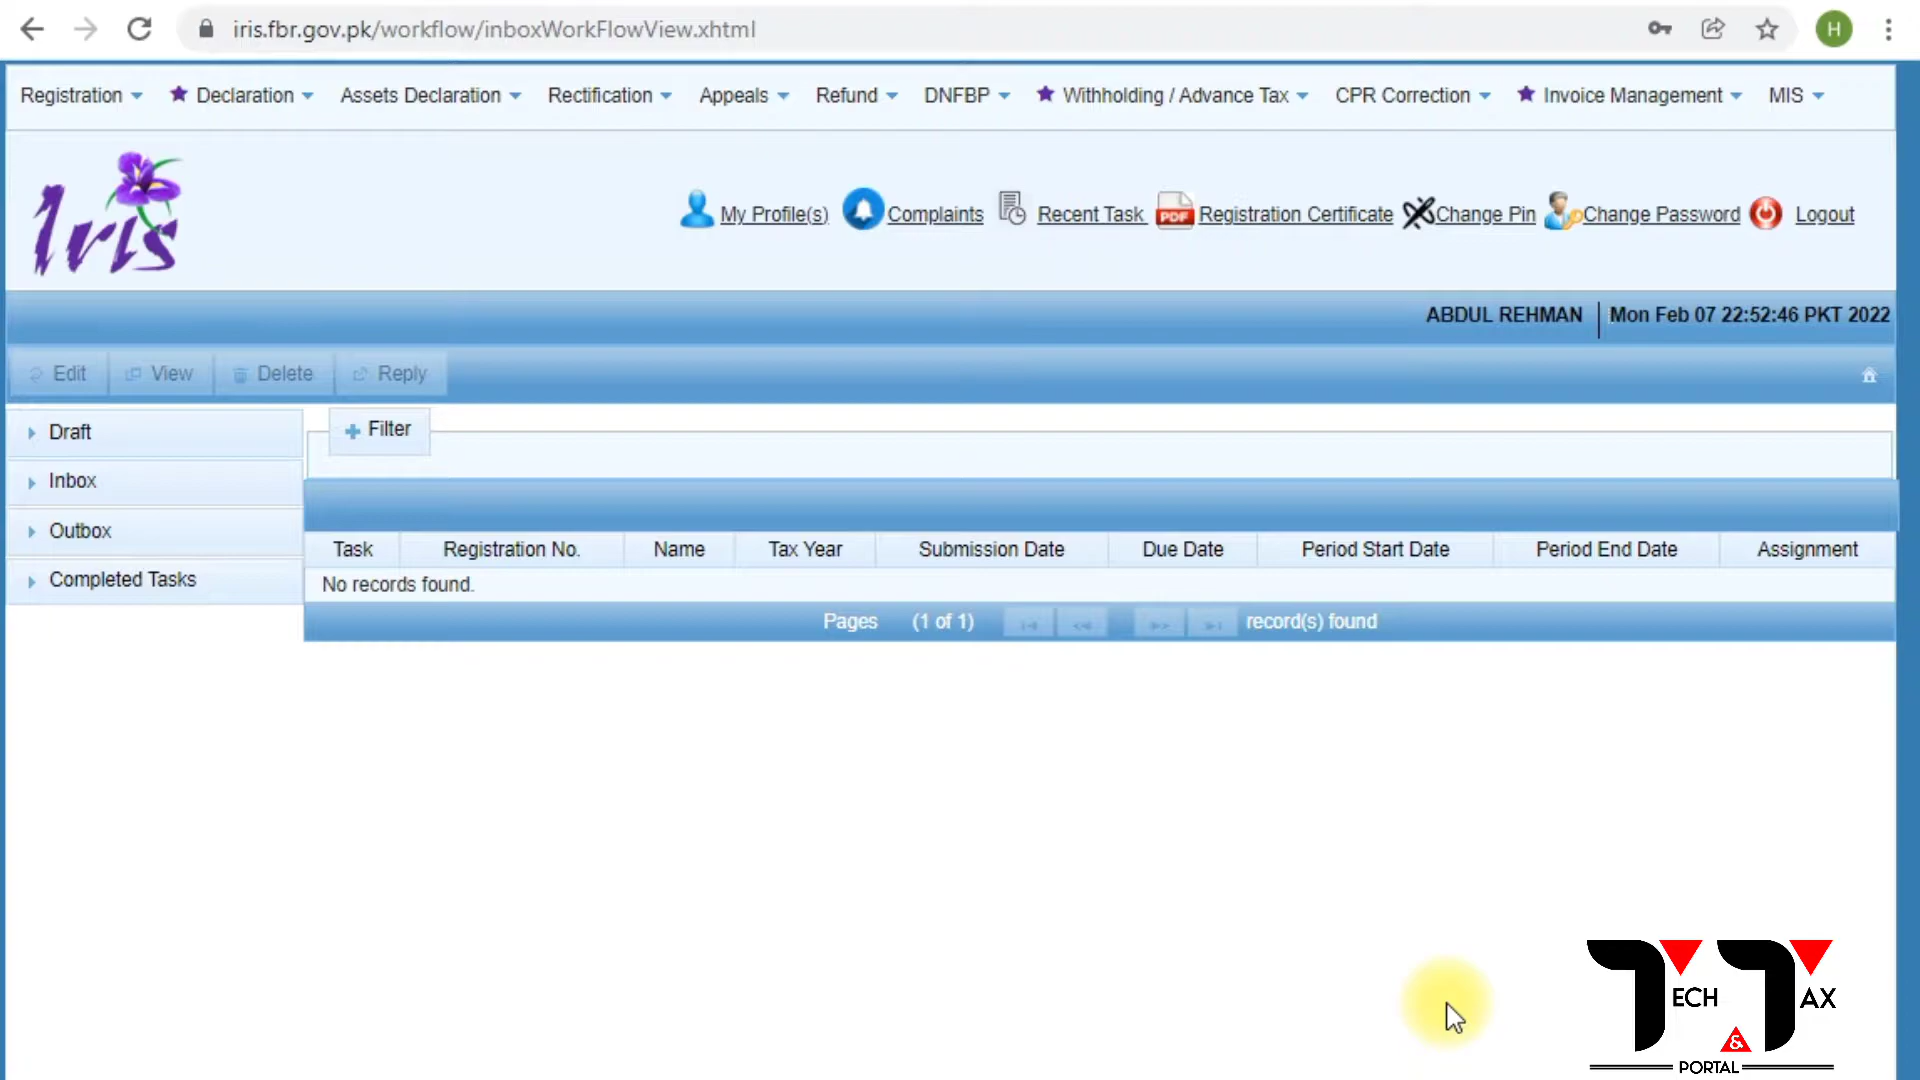 iris.fbr.gov.pk/workflow/inboxWorkFlowView.xhtml
H
Registration Declaration Assets Declaration Rectification Appeals Refund DNFBP Withholding / Advance Tax CPR Correction Invoice Management MIS
Iris
My Profile(s) Complaints Recent Task PDF Registration Certificate Change Pin Change Password Logout
ABDUL REHMAN Mon Feb 07 22:52:46 PKT 2022
Edit View Delete Reply
Draft
Inbox
Outbox
Completed Tasks
Filter
Task Registration No. Name Tax Year Submission Date Due Date Period Start Date Period End Date Assignment
No records found.
Pages (1 of 1) record(s) found
TECH TAX
&
PORTAL